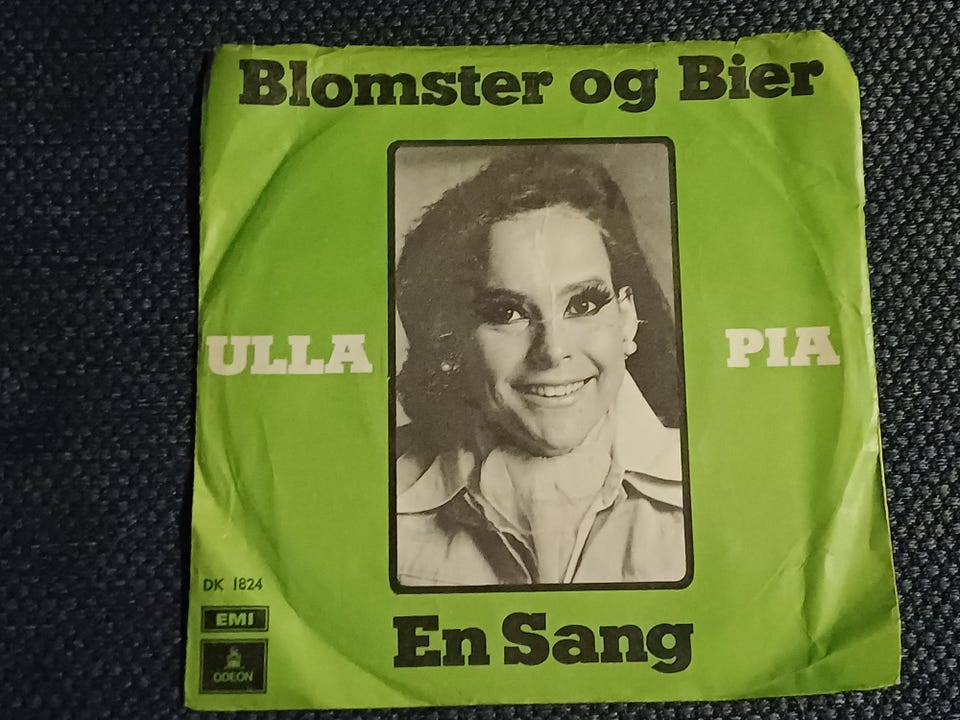 Blomster og Bier
ULLA PIA
DK 1824
EMI
ODEON
En Sang